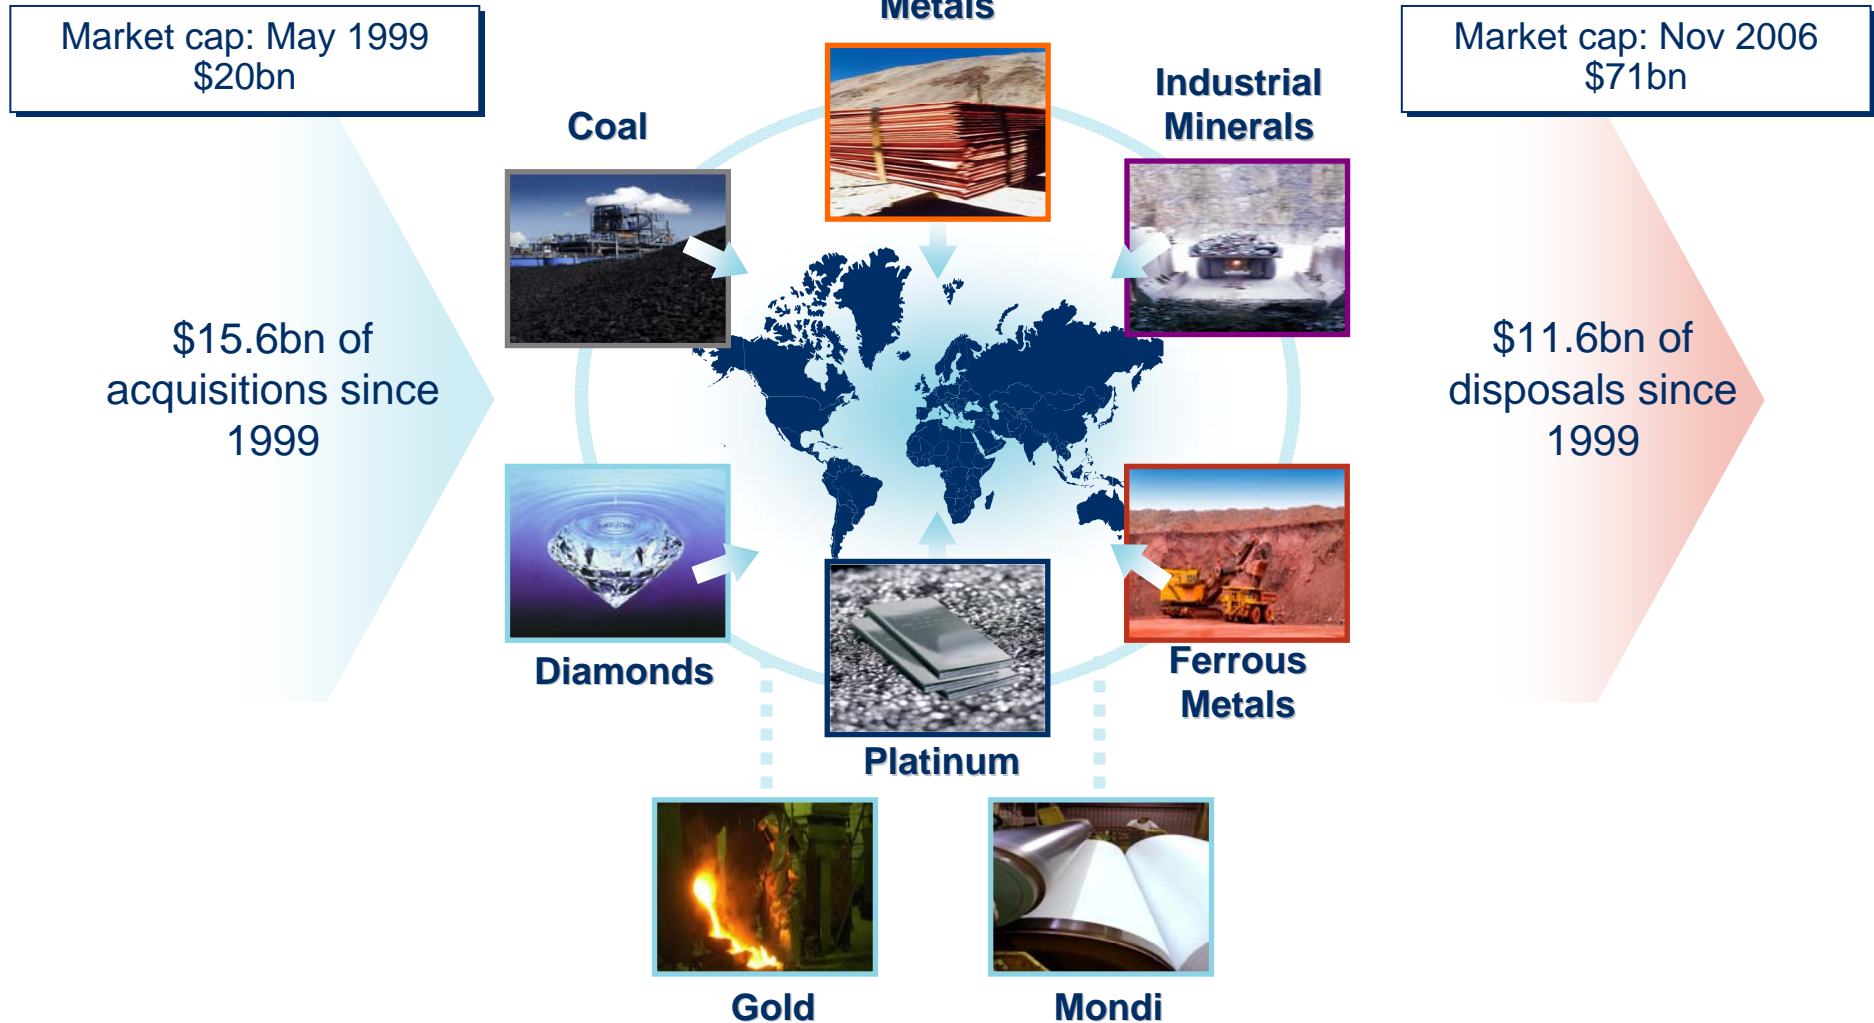 Metals
Market cap: May 1999
$20bn
Market cap: Nov 2006
$71bn
Industrial
Minerals
Coal
$15.6bn of
acquisitions since
1999
$11.6bn of
disposals since
1999
Diamonds
Ferrous
Metals
Platinum
Gold
Mondi